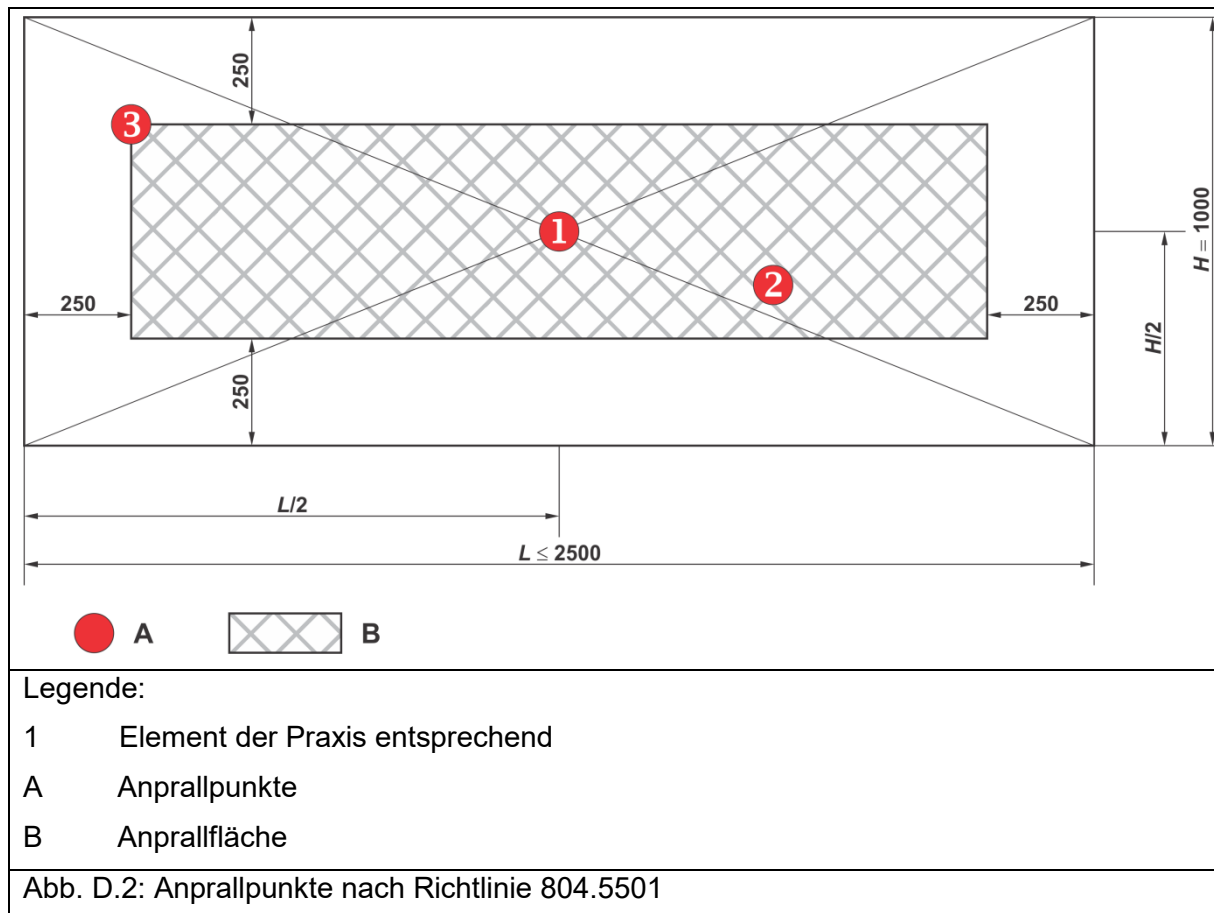 250
3
1
2
250
250
250
H = 1000
H/2
L/2
L ≤ 2500
A B
Legende:
1 Element der Praxis entsprechend
A Anprallpunkte
B Anprallfläche
Abb. D.2: Anprallpunkte nach Richtlinie 804.5501